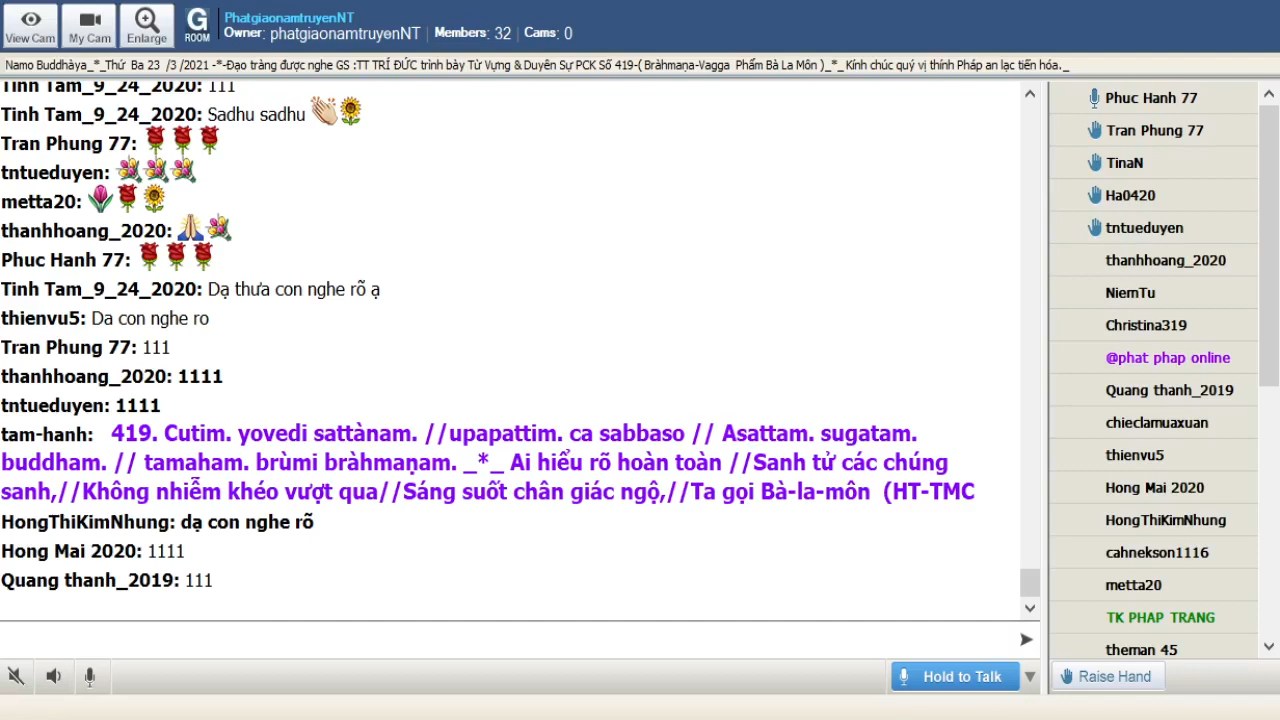 View Cam
My Cam
Enlarge
G
ROOM
PhatgiaonamtruyenNT
Owner: phatgiaonamtruyenNT | Members: 32 | Cams: 0
Namo Buddhàya_*_Thứ Ba 23 /3 /2021 -*-Đạo tràng được nghe GS :TT TRÍ ĐỨC trình bày Từ Vựng & Duyên Sự PCK Số 419-( Bràhmaṇa-Vagga Phẩm Bà La Môn )_*_ Kính chúc quý vị thính Pháp an lạc tiến hóa._
Tinh Tam_9_24_2020: 111
Tinh Tam_9_24_2020: Sadhu sadhu
Tran Phung 77:
tntueduyen:
metta20:
thanhhoang_2020:
Phuc Hanh 77:
Tinh Tam_9_24_2020: Dạ thưa con nghe rõ ạ
thienvu5: Da con nghe ro
Tran Phung 77: 111
thanhhoang_2020: 1111
tntueduyen: 1111
tam-hanh: 419. Cutim. yovedi sattànam. //upapattim. ca sabbaso // Asattam. sugatam.
buddham. // tamaham. brùmi bràhmaṇam. _*_ Ai hiểu rõ hoàn toàn //Sanh tử các chúng
sanh,//Không nhiễm khéo vượt qua//Sáng suốt chân giác ngộ,//Ta gọi Bà-la-môn (HT-TMC
HongThiKimNhung: dạ con nghe rõ
Hong Mai 2020: 1111
Quang thanh_2019: 111
Phuc Hanh 77
Tran Phung 77
TinaN
Ha0420
tntueduyen
thanhhoang_2020
NiemTu
Christina319
@phat phap online
Quang thanh_2019
chieclamuaxuan
thienvu5
Hong Mai 2020
HongThiKimNhung
cahnekson1116
metta20
TK PHAP TRANG
theman 45
Hold to Talk
Raise Hand